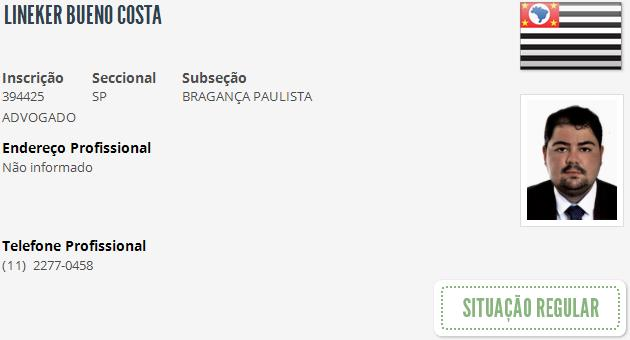 LINEKER BUENO COSTA
Inscrição Seccional Subseção
394425 SP BRAGANÇA PAULISTA
ADVOGADO
Endereço Profissional
Não informado
Telefone Profissional
(11) 2277-0458
SITUAÇÃO REGULAR